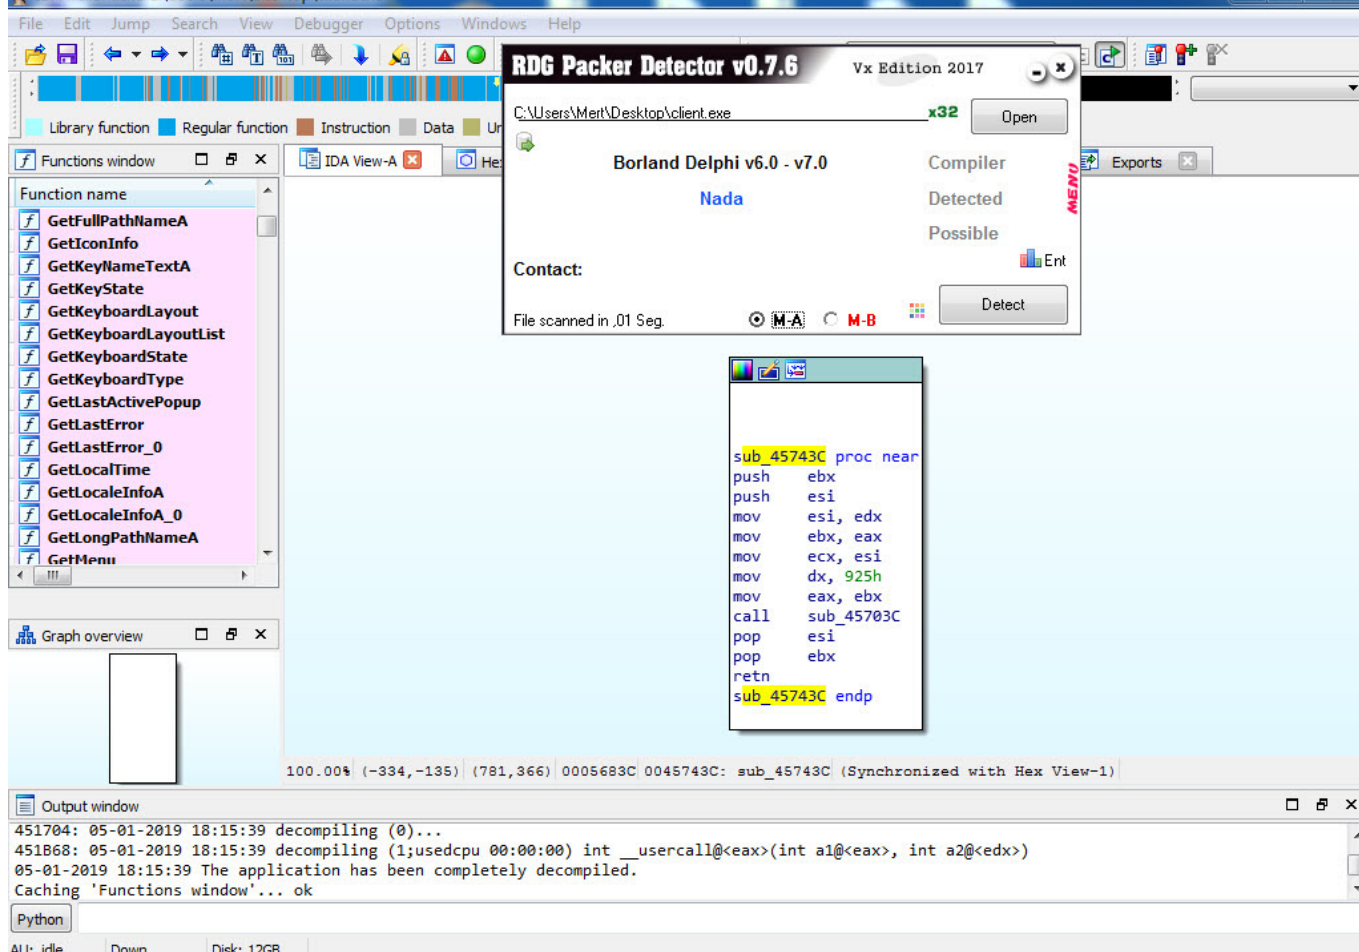 File Edit Jump Search View Debugger Options Windows Help
RDG Packer Detector v0.7.6 Vx Edition 2017
C:\Users\Mert\Desktop\client.exe x32 Open
Borland Delphi v6.0 - v7.0 Compiler
Nada Detected
Possible
MENU
Ent
Contact:
Detect
File scanned in ,01 Seg. M-A M-B
Library function Regular function Instruction Data
Functions window IDA View-A Exports
Function name
GetFullPathNameA
GetIconInfo
GetKeyNameTextA
GetKeyState
GetKeyboardLayout
GetKeyboardLayoutList
GetKeyboardState
GetKeyboardType
GetLastActivePopup
GetLastError
GetLastError_0
GetLocalTime
GetLocaleInfoA
GetLocaleInfoA_0
GetLongPathNameA
GetMenu
Graph overview
sub_45743C proc near
push ebx
push esi
mov esi, edx
mov ebx, eax
mov ecx, esi
mov dx, 925h
mov eax, ebx
call sub_45703C
pop esi
pop ebx
retn
sub_45743C endp
100.00% (-334,-135) (781,366) 0005683C 0045743C: sub_45743C (Synchronized with Hex View-1)
Output window
451704: 05-01-2019 18:15:39 decompiling (0)...
451B68: 05-01-2019 18:15:39 decompiling (1;usedcpu 00:00:00) int __usercall@<eax>(int a1@<eax>, int a2@<edx>)
05-01-2019 18:15:39 The application has been completely decompiled.
Caching 'Functions window'... ok
Python
AU: idle Down Disk: 12GB